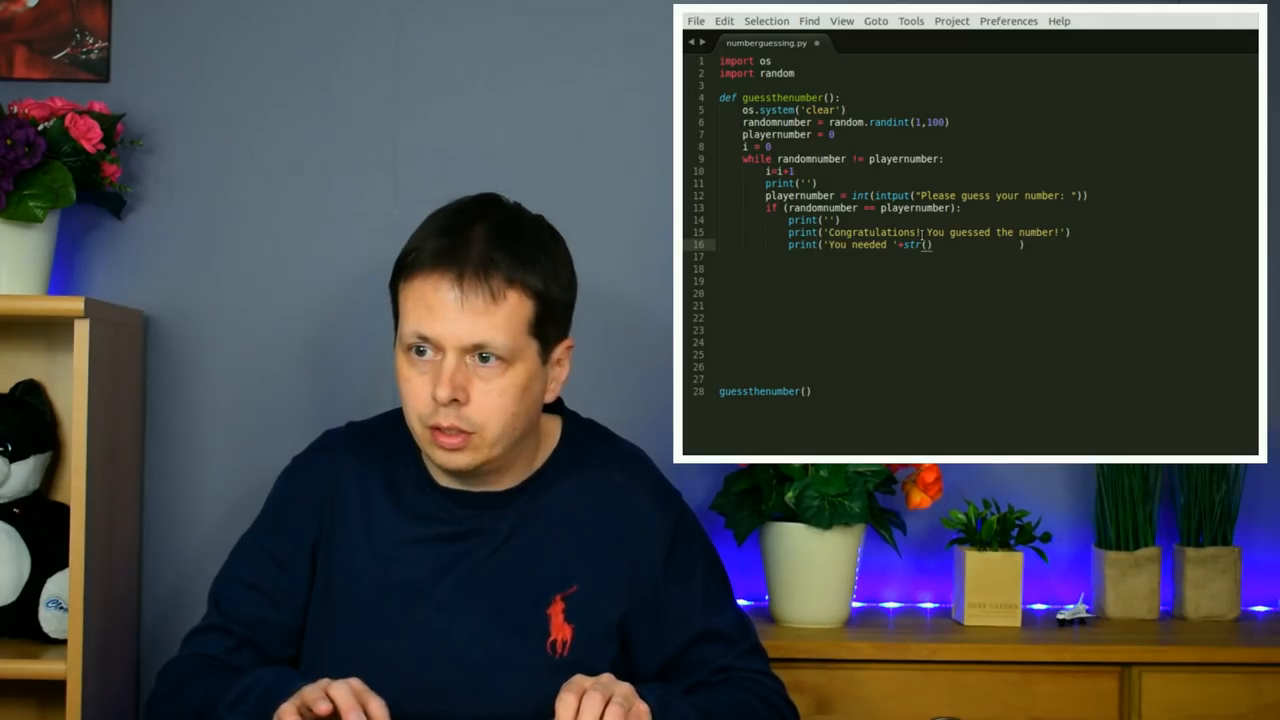 File Edit Selection Find View Goto Tools Project Preferences Help
numberguessing.py
1 import os
2 import random
3
4 def guessthenumber():
5 os.system('clear')
6 randomnumber = random.randint(1,100)
7 playernumber = 0
8 i = 0
9 while randomnumber != playernumber:
10 i=i+1
11 print('')
12 playernumber = int(intput("Please guess your number: "))
13 if (randomnumber == playernumber):
14 print('')
15 print('Congratulations! You guessed the number!')
16 print('You needed '+str() )
17
18
19
20
21
22
23
24
25
26
27
28 guessthenumber()
HERB GARDEN